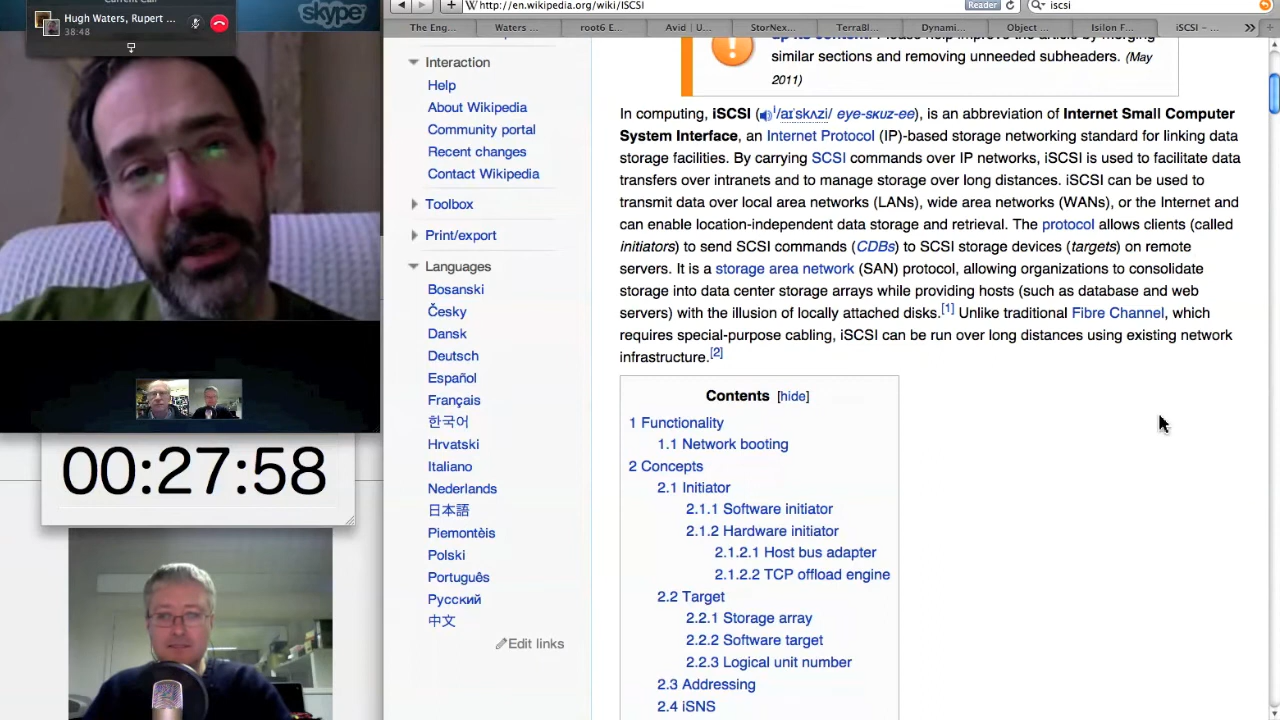 Current Call
skype
Hugh Waters, Rupert ...
38:48
00:27:58
W http://en.wikipedia.org/wiki/ISCSI
Reader
iscsi
The Eng...
Waters ...
root6 E...
Avid | U...
StorNex...
TerraBl...
Dynami...
Object ...
Isilon F...
iSCSI – ...
Interaction
Help
About Wikipedia
Community portal
Recent changes
Contact Wikipedia
Toolbox
Print/export
Languages
Bosanski
Česky
Dansk
Deutsch
Español
Français
한국어
Hrvatski
Italiano
Nederlands
日本語
Piemontèis
Polski
Português
Русский
中文
Edit links
up its content. Please help improve the article by merging
similar sections and removing unneeded subheaders. (May
2011)
In computing, iSCSI (i/aɪˈskʌzi/ eye-skuz-ee), is an abbreviation of Internet Small Computer
System Interface, an Internet Protocol (IP)-based storage networking standard for linking data
storage facilities. By carrying SCSI commands over IP networks, iSCSI is used to facilitate data
transfers over intranets and to manage storage over long distances. iSCSI can be used to
transmit data over local area networks (LANs), wide area networks (WANs), or the Internet and
can enable location-independent data storage and retrieval. The protocol allows clients (called
initiators) to send SCSI commands (CDBs) to SCSI storage devices (targets) on remote
servers. It is a storage area network (SAN) protocol, allowing organizations to consolidate
storage into data center storage arrays while providing hosts (such as database and web
servers) with the illusion of locally attached disks.[1] Unlike traditional Fibre Channel, which
requires special-purpose cabling, iSCSI can be run over long distances using existing network
infrastructure.[2]
Contents [hide]
1 Functionality
1.1 Network booting
2 Concepts
2.1 Initiator
2.1.1 Software initiator
2.1.2 Hardware initiator
2.1.2.1 Host bus adapter
2.1.2.2 TCP offload engine
2.2 Target
2.2.1 Storage array
2.2.2 Software target
2.2.3 Logical unit number
2.3 Addressing
2.4 iSNS